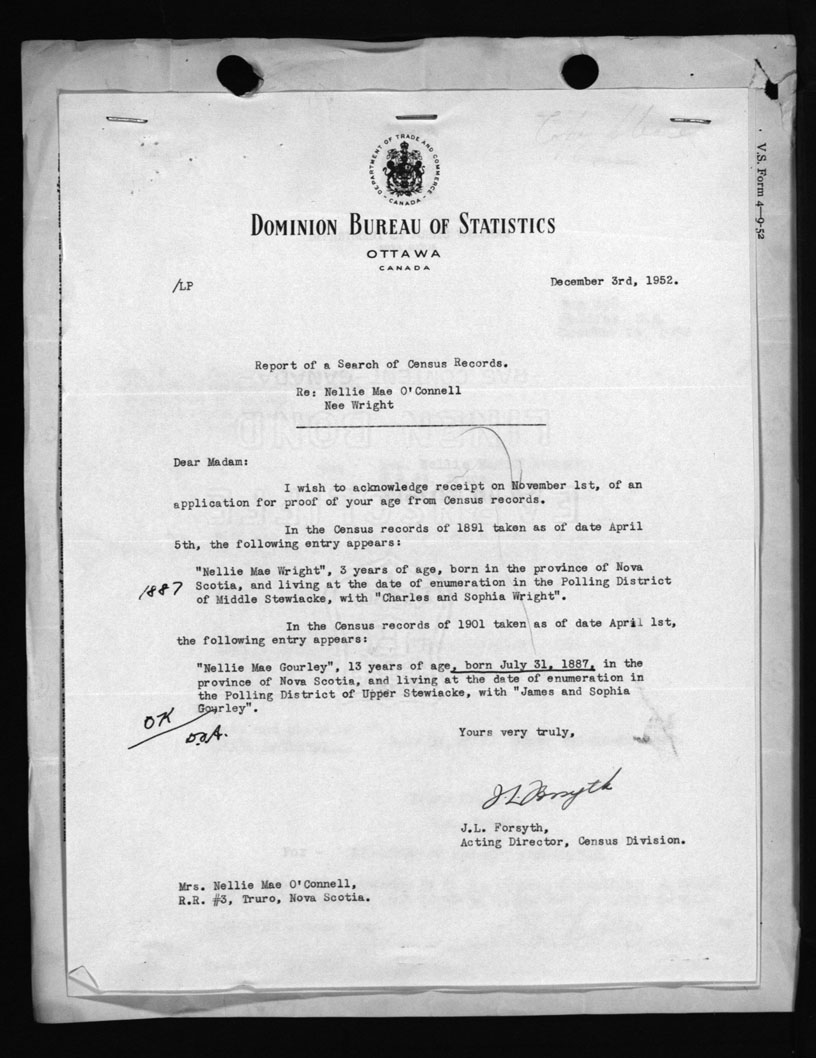 V.S. Form 4—9-52
DEPARTMENT OF TRADE AND COMMERCE
CANADA
DOMINION BUREAU OF STATISTICS
OTTAWA
CANADA
/LP
December 3rd, 1952.
Report of a Search of Census Records.
Re: Nellie Mae O'Connell
Nee Wright
Dear Madam:
I wish to acknowledge receipt on November 1st, of an
application for proof of your age from Census records.
In the Census records of 1891 taken as of date April
5th, the following entry appears:
"Nellie Mae Wright", 3 years of age, born in the province of Nova
1887 Scotia, and living at the date of enumeration in the Polling District
of Middle Stewiacke, with "Charles and Sophia Wright".
In the Census records of 1901 taken as of date April 1st,
the following entry appears:
"Nellie Mae Gourley", 13 years of age, born July 31, 1887, in the
province of Nova Scotia, and living at the date of enumeration in
the Polling District of Upper Stewiacke, with "James and Sophia
Gourley".
OK
Yours very truly,
J.L. Forsyth
J.L. Forsyth,
Acting Director, Census Division.
Mrs. Nellie Mae O'Connell,
R.R. #3, Truro, Nova Scotia.